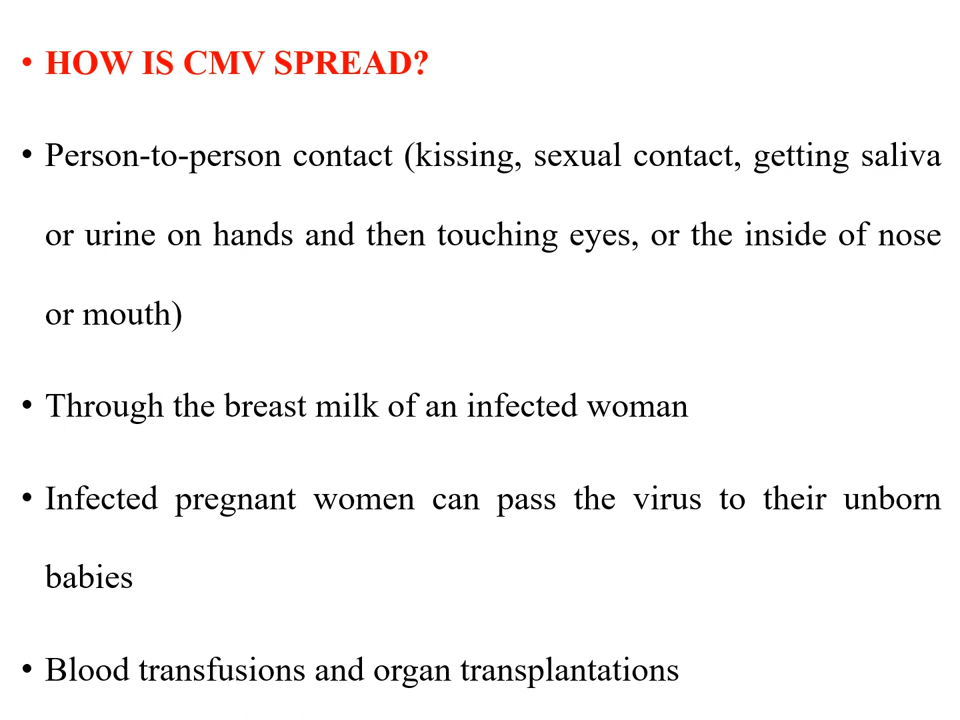 • HOW IS CMV SPREAD?
• Person-to-person contact (kissing, sexual contact, getting saliva
or urine on hands and then touching eyes, or the inside of nose
or mouth)
• Through the breast milk of an infected woman
• Infected pregnant women can pass the virus to their unborn
babies
• Blood transfusions and organ transplantations